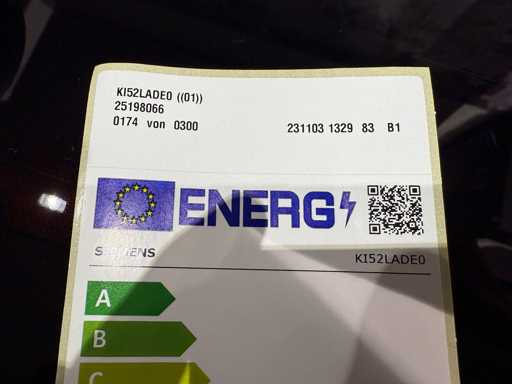 KI52LADE0 ((01))
25198066
0174 von 0300 231103 1329 83 B1
ENERG
SIEMENS KI52LADE0
A
B
C